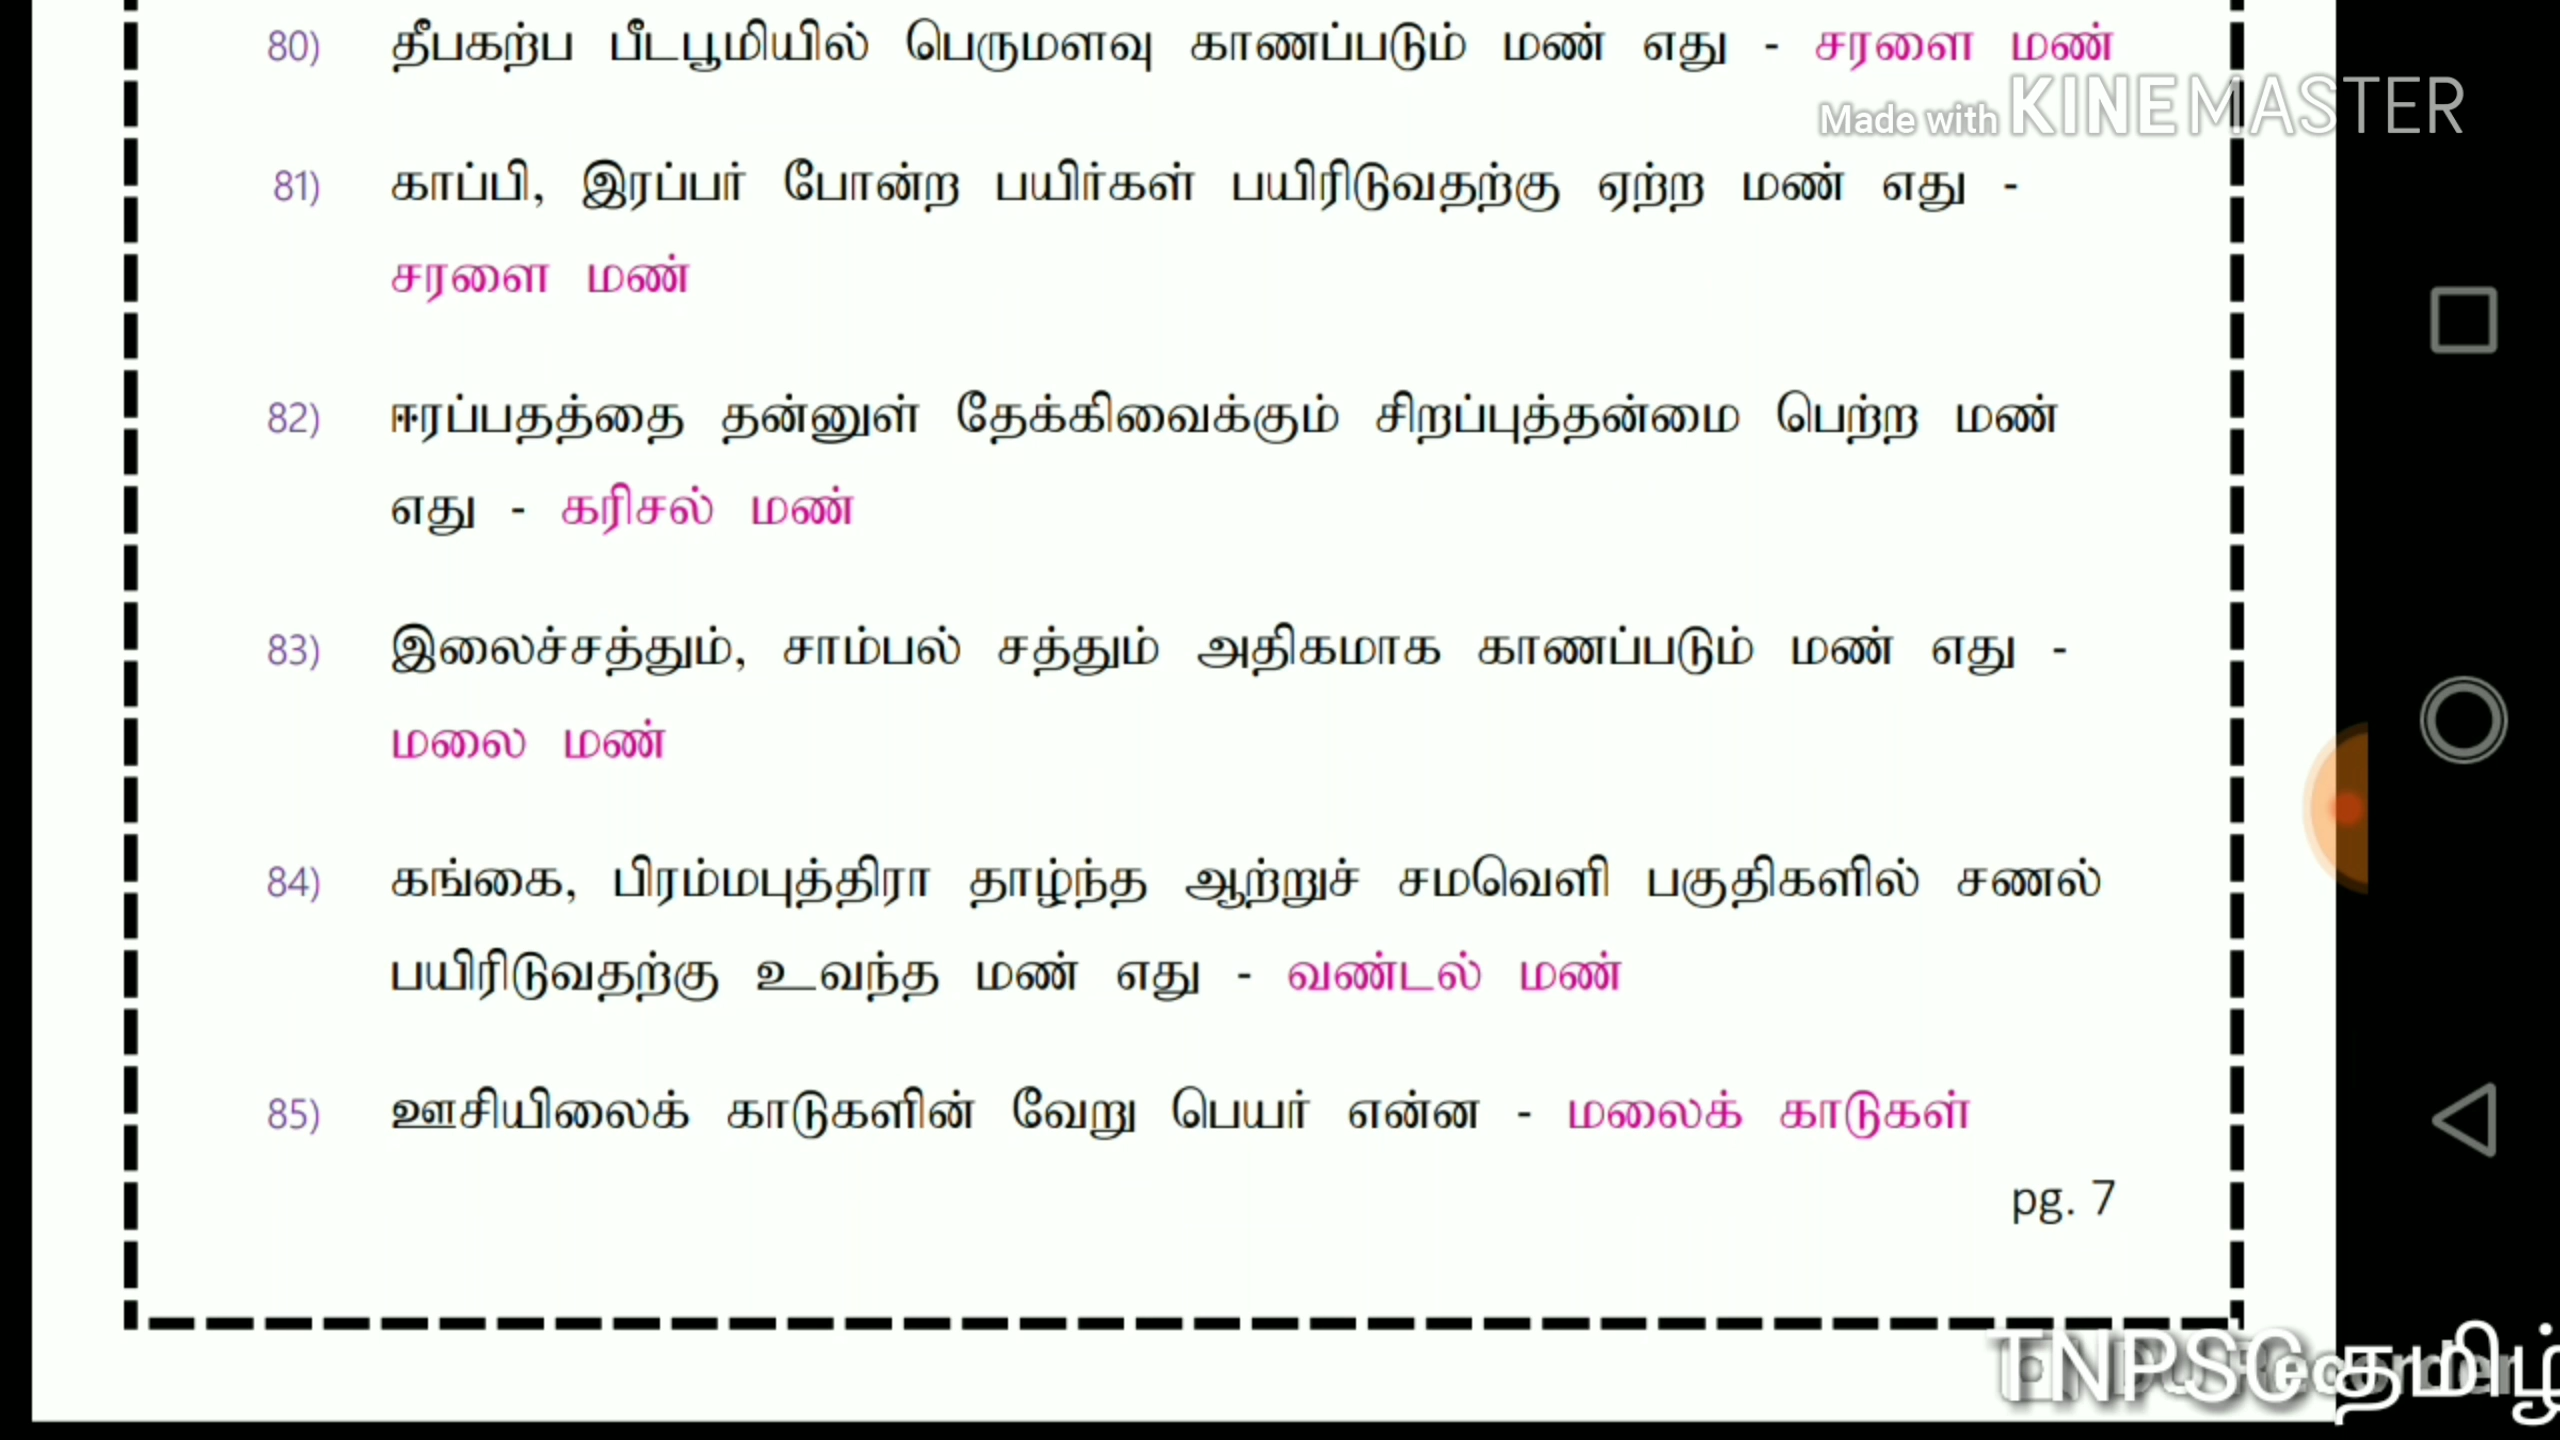 80) தீபகற்ப பீடபூமியில் பெருமளவு காணப்படும் மண் எது - சரளை மண்
Made with KINEMASTER
81) காப்பி, இரப்பர் போன்ற பயிர்கள் பயிரிடுவதற்கு ஏற்ற மண் எது -
சரளை மண்
82) ஈரப்பதத்தை தன்னுள் தேக்கிவைக்கும் சிறப்புத்தன்மை பெற்ற மண்
எது - கரிசல் மண்
83) இலைச்சத்தும், சாம்பல் சத்தும் அதிகமாக காணப்படும் மண் எது -
மலை மண்
84) கங்கை, பிரம்மபுத்திரா தாழ்ந்த ஆற்றுச் சமவெளி பகுதிகளில் சணல்
பயிரிடுவதற்கு உவந்த மண் எது - வண்டல் மண்
85) ஊசியிலைக் காடுகளின் வேறு பெயர் என்ன - மலைக் காடுகள்
pg. 7
TNPSC தமிழ்